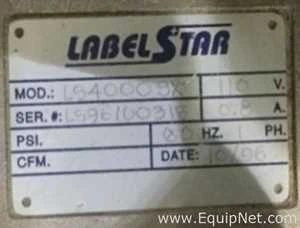 LABELSTAR
MOD.: LS4000SX 110 V.
SER. #: LS96100318 0.8 A.
PSI. 60 HZ. 1 PH.
CFM. DATE: 10/96
www.EquipNet.com